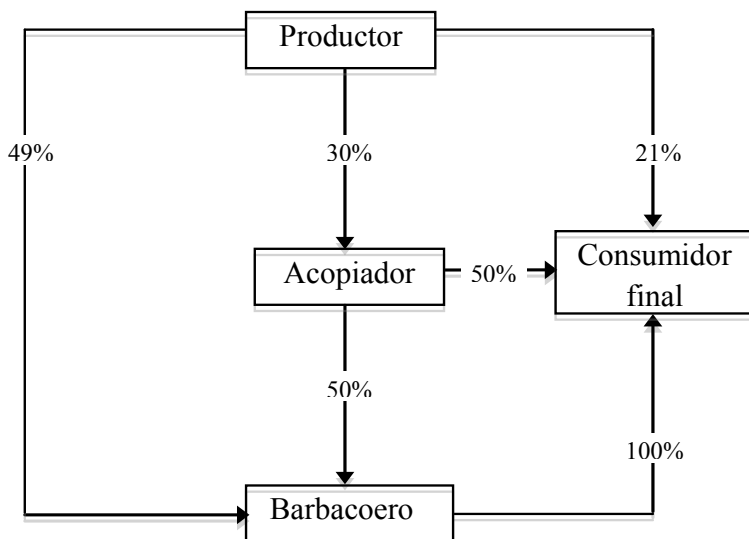 Productor
49%
30%
21%
Acopiador
50%
Consumidor
final
50%
100%
Barbacoero